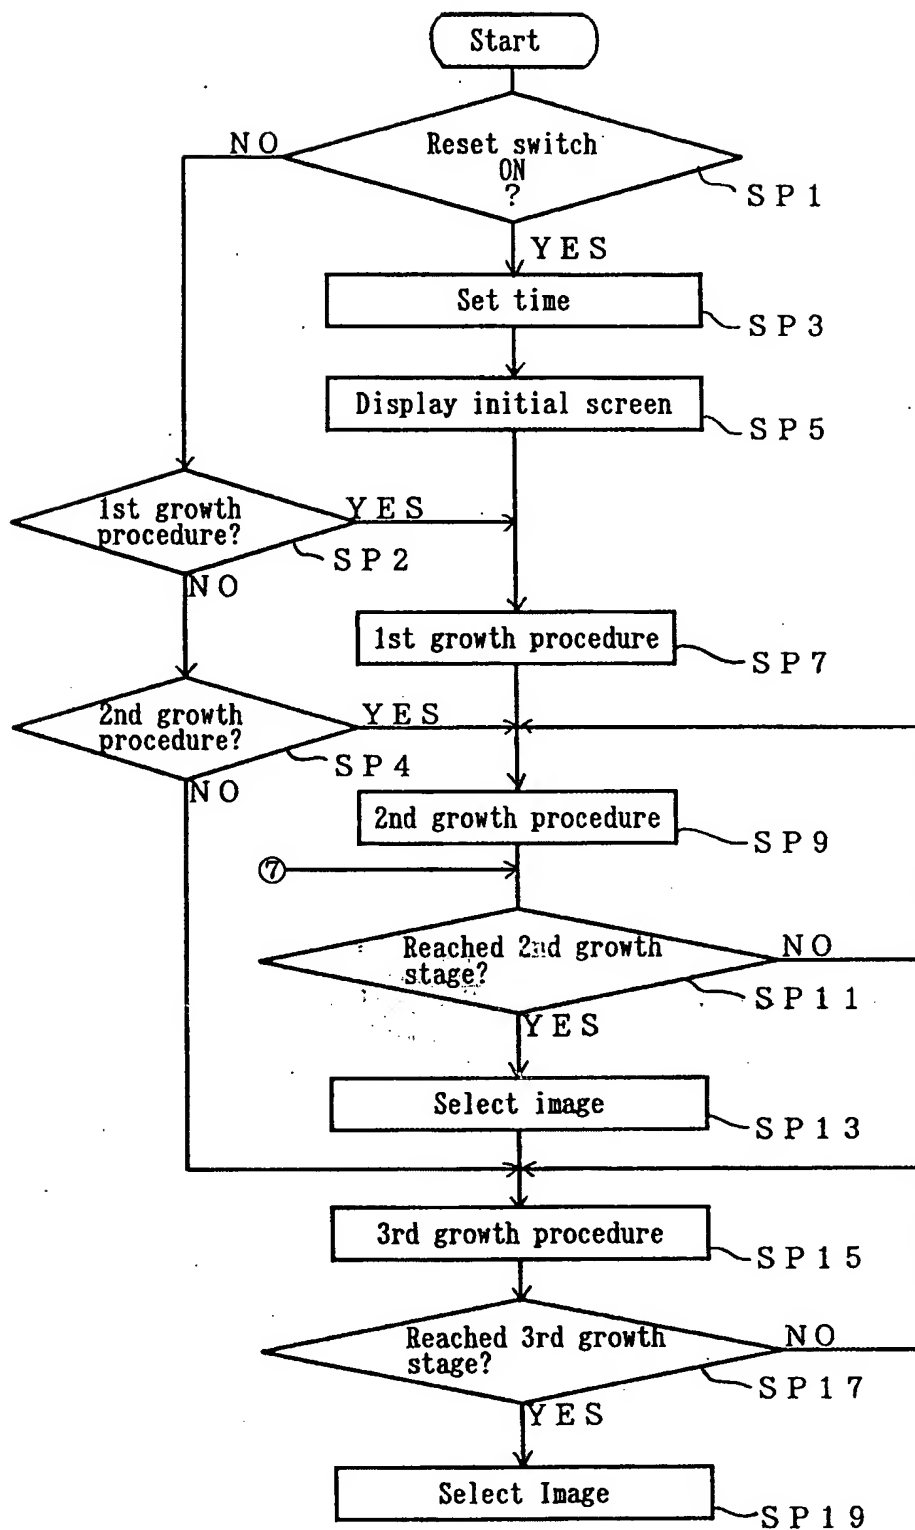 Start
Reset switch
ON
?
NO
SP1
YES
Set time
SP3
Display initial screen
SP5
1st growth
procedure?
YES
SP2
NO
1st growth procedure
SP7
2nd growth
procedure?
YES
SP4
NO
2nd growth procedure
SP9
⑦
Reached 2nd growth
stage?
NO
SP11
YES
Select image
SP13
3rd growth procedure
SP15
Reached 3rd growth
stage?
NO
SP17
YES
Select Image
SP19